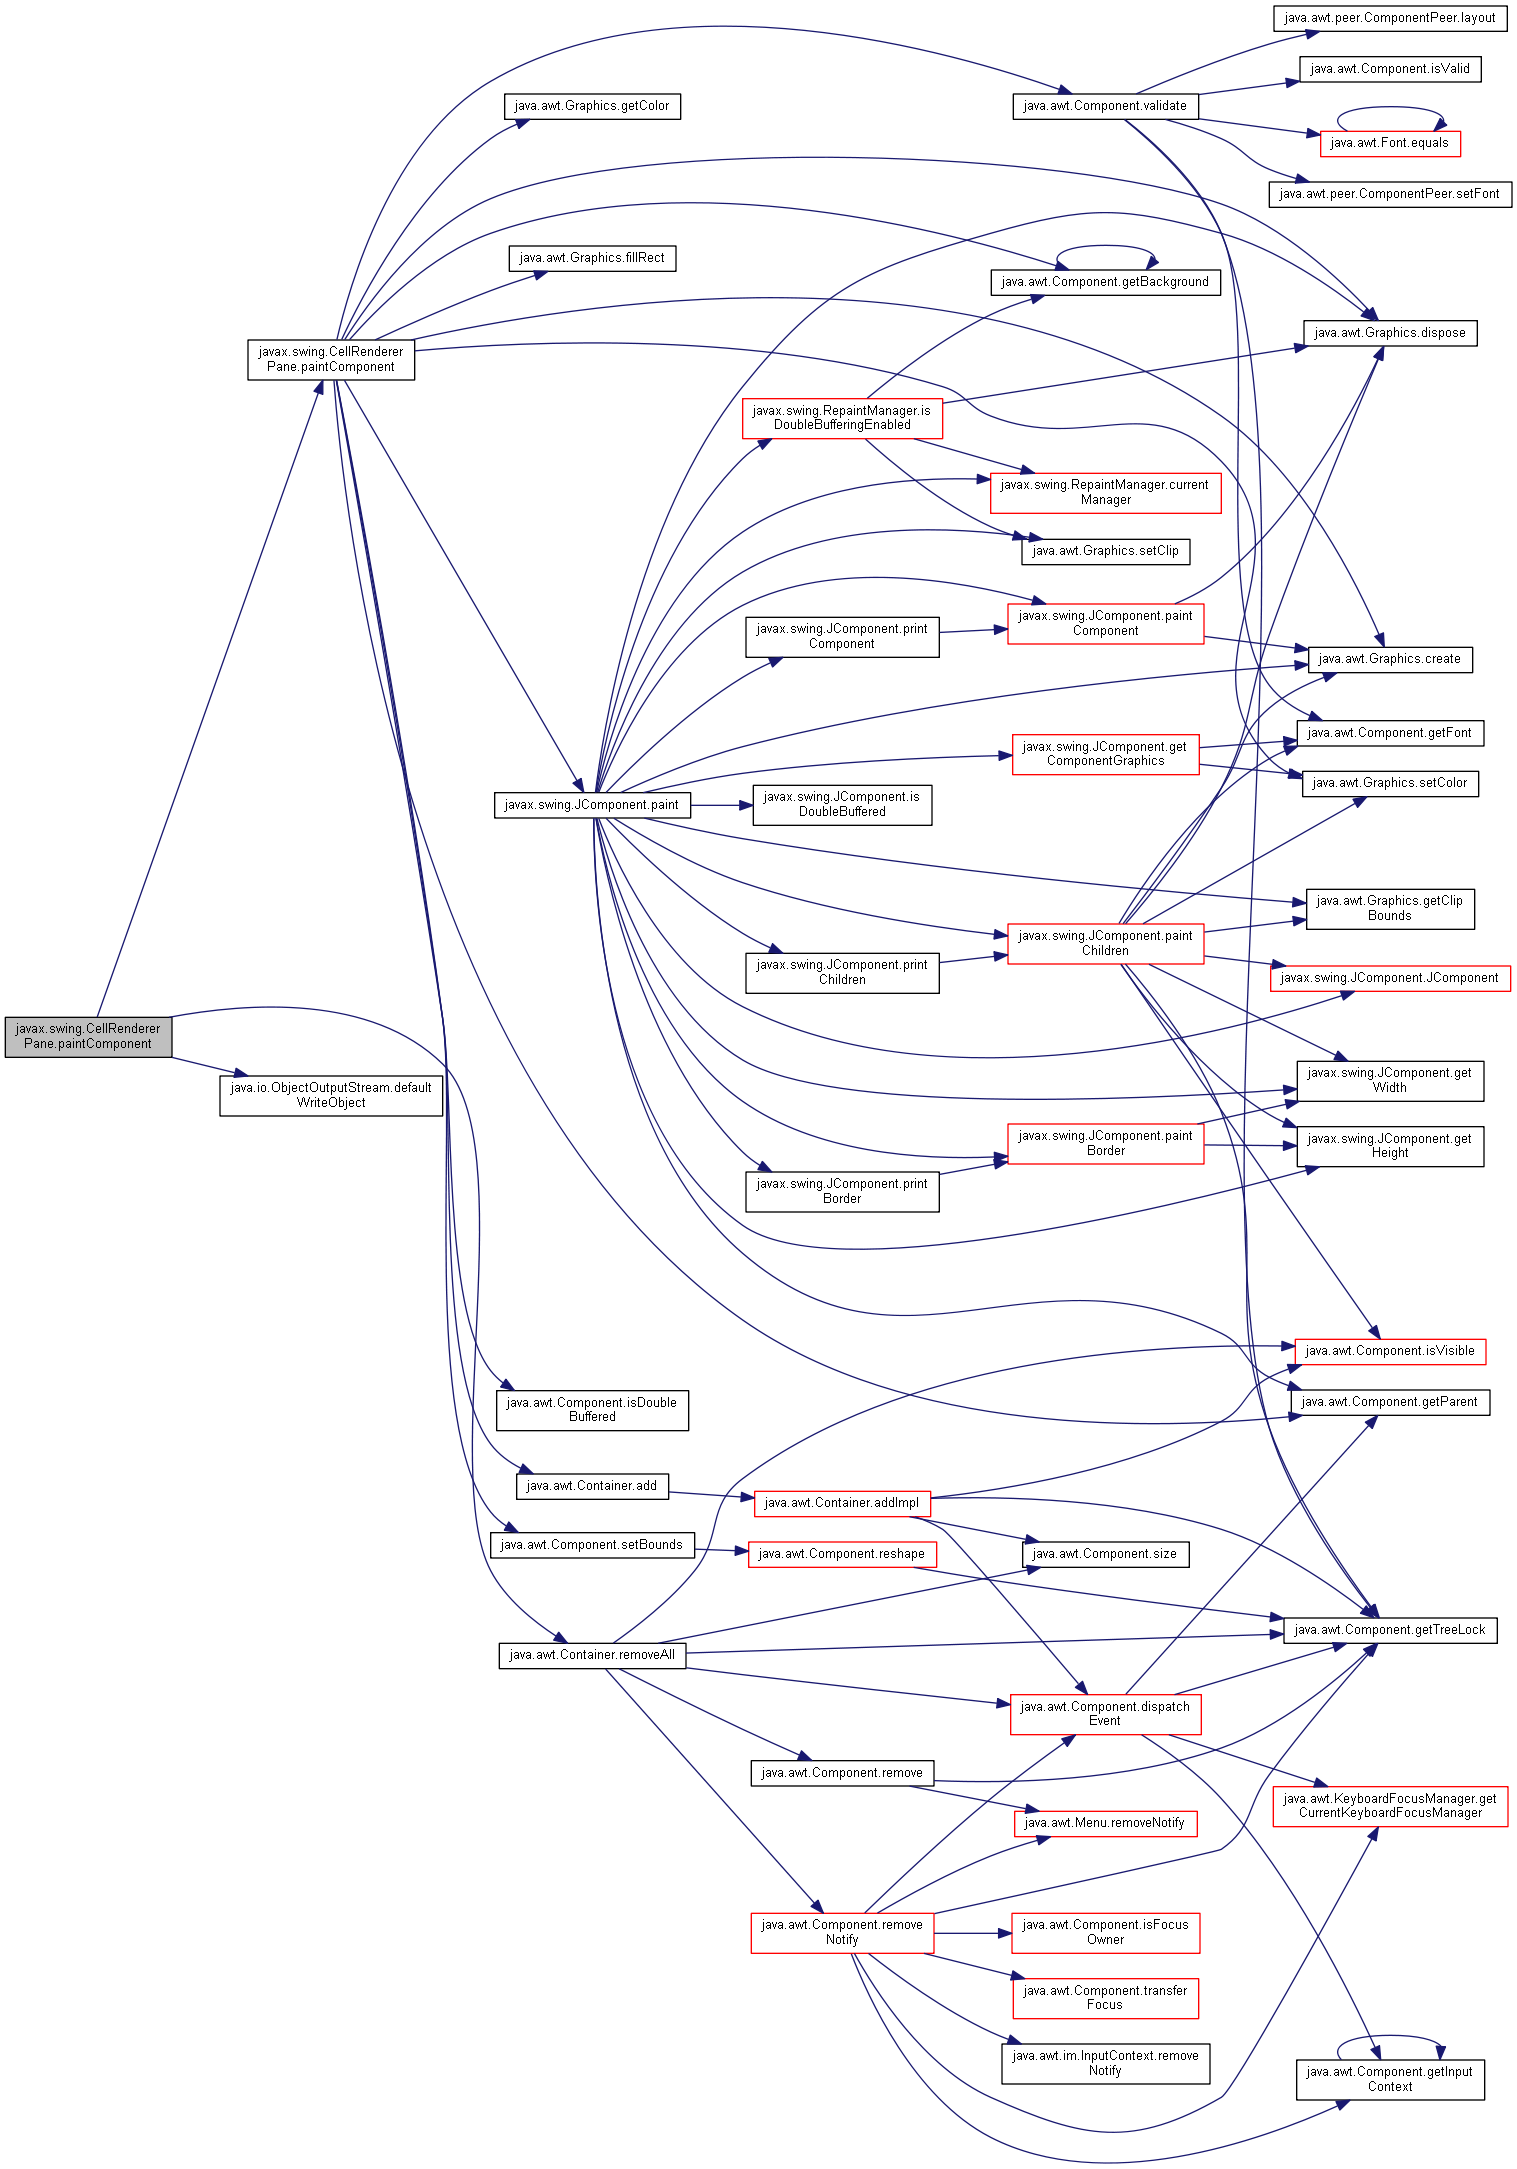 java.awt.peer.ComponentPeer.layout
java.awt.Component.isValid
java.awt.Graphics.getColor
java.awt.Component.validate
java.awt.Font.equals
java.awt.peer.ComponentPeer.setFont
java.awt.Graphics.fillRect
java.awt.Component.getBackground
java.awt.Graphics.dispose
javax.swing.CellRenderer
Pane.paintComponent
javax.swing.RepaintManager.is
DoubleBufferingEnabled
javax.swing.RepaintManager.current
Manager
java.awt.Graphics.setClip
javax.swing.JComponent.paint
Component
javax.swing.JComponent.print
Component
java.awt.Graphics.create
java.awt.Component.getFont
javax.swing.JComponent.get
ComponentGraphics
java.awt.Graphics.setColor
javax.swing.JComponent.paint
javax.swing.JComponent.is
DoubleBuffered
java.awt.Graphics.getClip
Bounds
javax.swing.JComponent.paint
Children
javax.swing.JComponent.print
Children
javax.swing.JComponent.JComponent
javax.swing.CellRenderer
Pane.paintComponent
java.io.ObjectOutputStream.default
WriteObject
javax.swing.JComponent.get
Width
javax.swing.JComponent.paint
Border
javax.swing.JComponent.get
Height
javax.swing.JComponent.print
Border
java.awt.Component.isVisible
java.awt.Component.isDouble
Buffered
java.awt.Component.getParent
java.awt.Container.add
java.awt.Container.addImpl
java.awt.Component.setBounds
java.awt.Component.reshape
java.awt.Component.size
java.awt.Component.getTreeLock
java.awt.Container.removeAll
java.awt.Component.dispatch
Event
java.awt.Component.remove
java.awt.KeyboardFocusManager.get
CurrentKeyboardFocusManager
java.awt.Menu.removeNotify
java.awt.Component.remove
Notify
java.awt.Component.isFocus
Owner
java.awt.Component.transfer
Focus
java.awt.im.InputContext.remove
Notify
java.awt.Component.getInput
Context